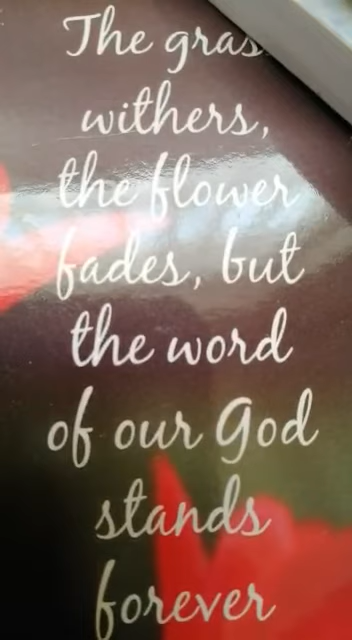 The gras
withers,
the flower
fades, but
the word
of our God
stands
forever